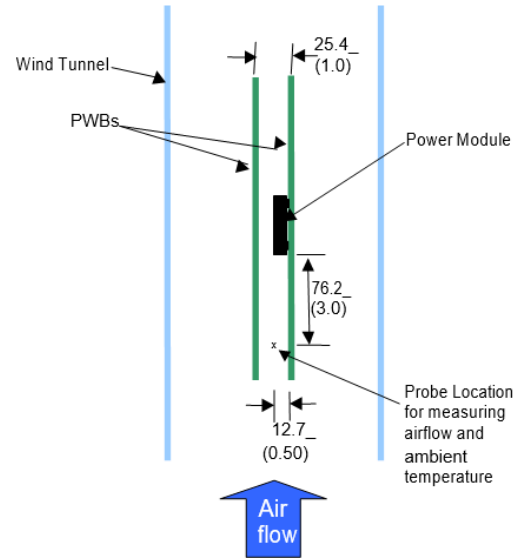 25.4_
(1.0)
Wind Tunnel
PWBs
Power Module
76.2_
(3.0)
x
Probe Location
for measuring
airflow and
ambient
temperature
12.7_
(0.50)
Air
flow